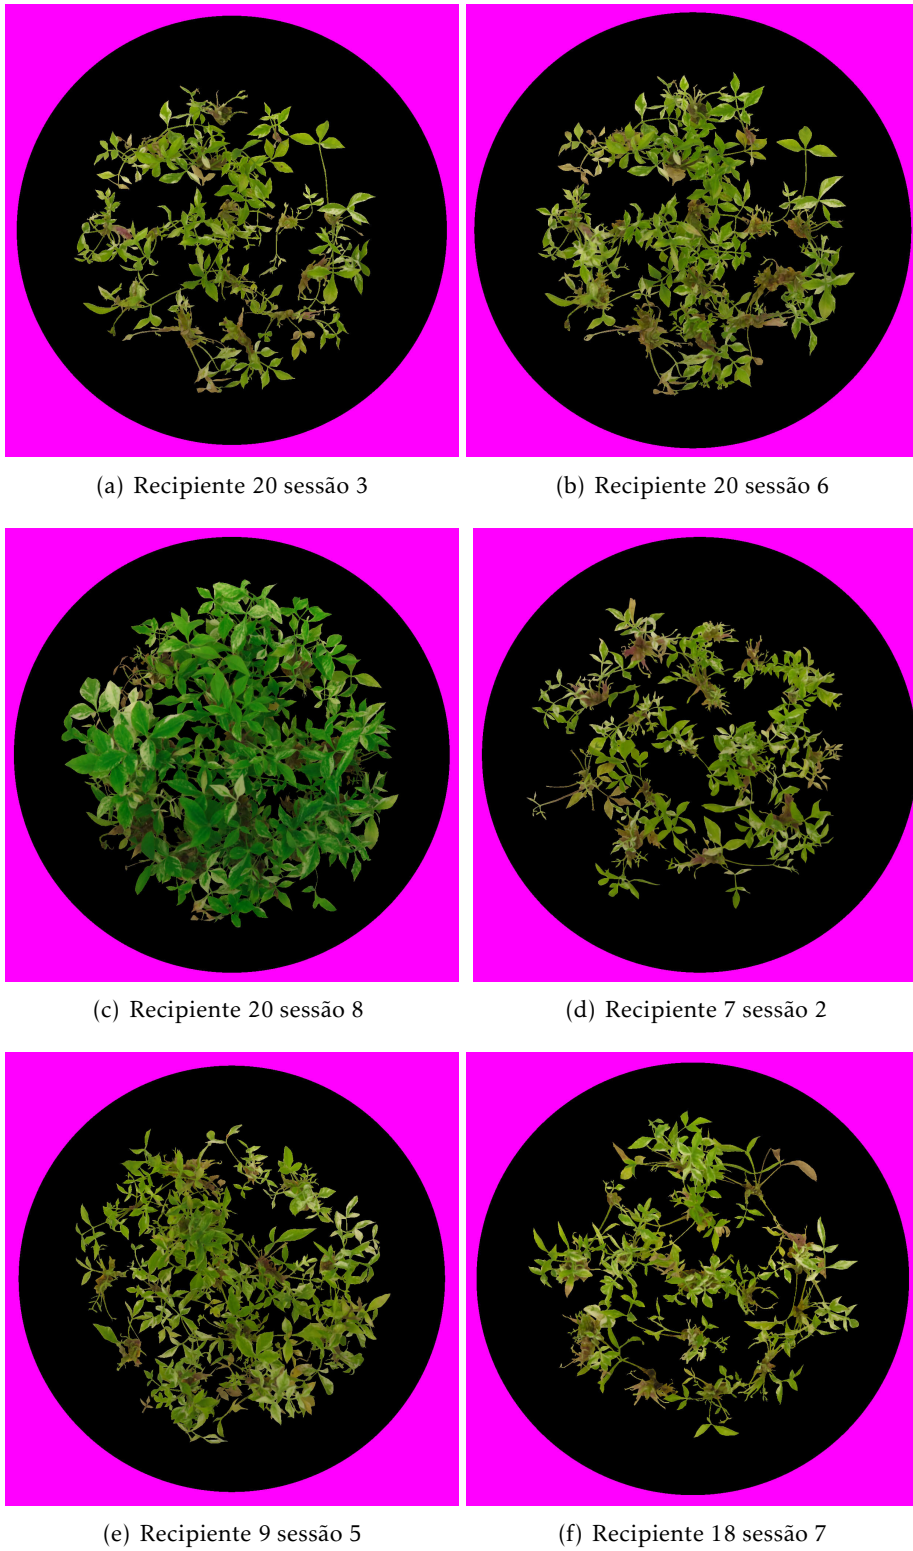 (a) Recipiente 20 sessão 3
(b) Recipiente 20 sessão 6
(c) Recipiente 20 sessão 8
(d) Recipiente 7 sessão 2
(e) Recipiente 9 sessão 5
(f) Recipiente 18 sessão 7